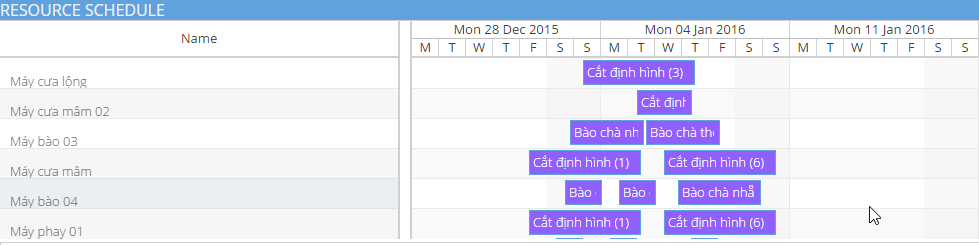 RESOURCE SCHEDULE
Name
Mon 28 Dec 2015 Mon 04 Jan 2016 Mon 11 Jan 2016
M T W T F S S M T W T F S S M T W T F S S
Máy cưa lộng Cắt định hình (3)
Máy cưa mâm 02 Cắt địn
Máy bào 03 Bào chà nh Bào chà th
Máy cưa mâm Cắt định hình (1) Cắt định hình (6)
Máy bào 04 Bào Bào Bào chà nhẵ
Máy phay 01 Cắt định hình (1) Cắt định hình (6)